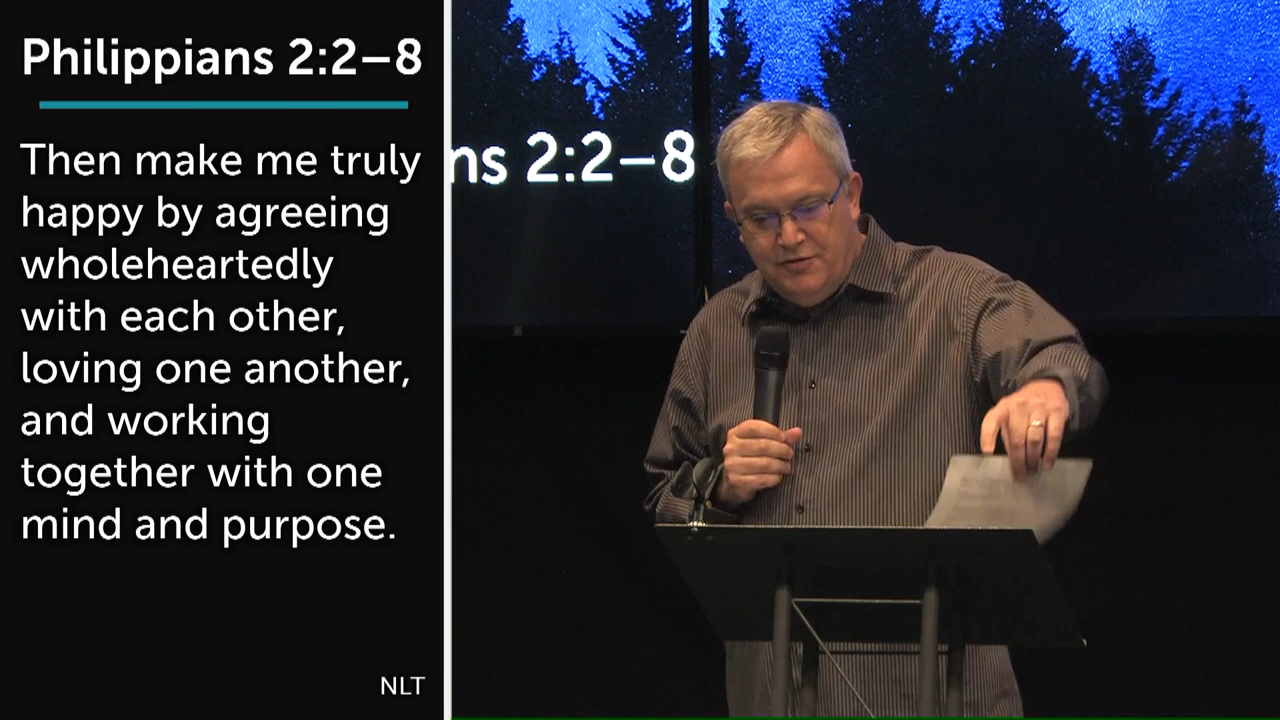 Philippians 2:2–8
Then make me truly
happy by agreeing
wholeheartedly
with each other,
loving one another,
and working
together with one
mind and purpose.
NLT
ns 2:2–8